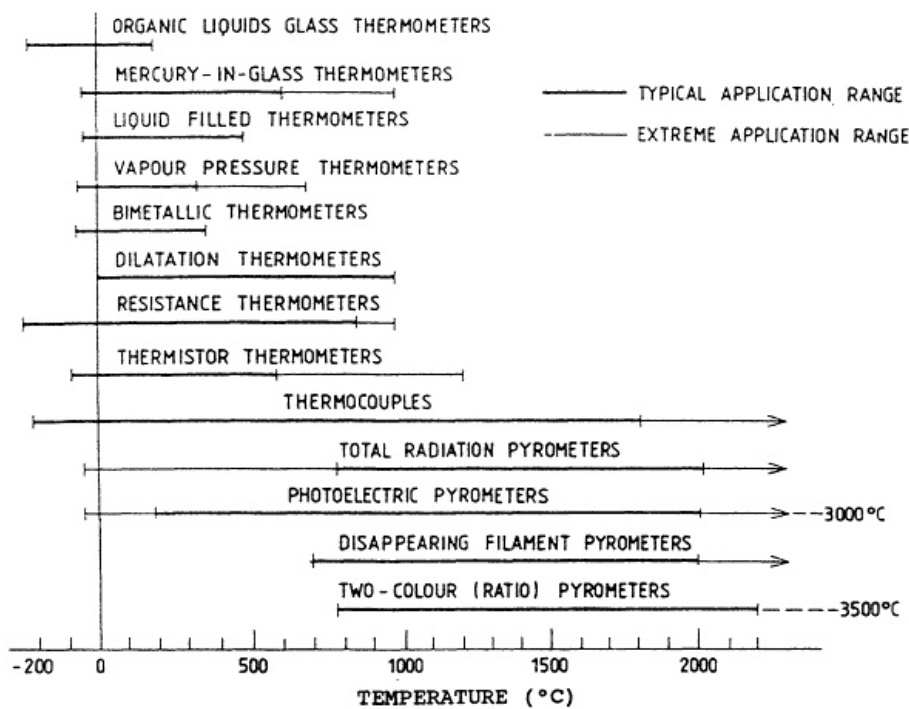 ORGANIC LIQUIDS GLASS THERMOMETERS
MERCURY-IN-GLASS THERMOMETERS
TYPICAL APPLICATION RANGE
LIQUID FILLED THERMOMETERS
EXTREME APPLICATION RANGE
VAPOUR PRESSURE THERMOMETERS
BIMETALLIC THERMOMETERS
DILATATION THERMOMETERS
RESISTANCE THERMOMETERS
THERMISTOR THERMOMETERS
THERMOCOUPLES
TOTAL RADIATION PYROMETERS
PHOTOELECTRIC PYROMETERS
3000°C
DISAPPEARING FILAMENT PYROMETERS
TWO-COLOUR (RATIO) PYROMETERS
3500°C
-200 0 500 1000 1500 2000
TEMPERATURE (°C)